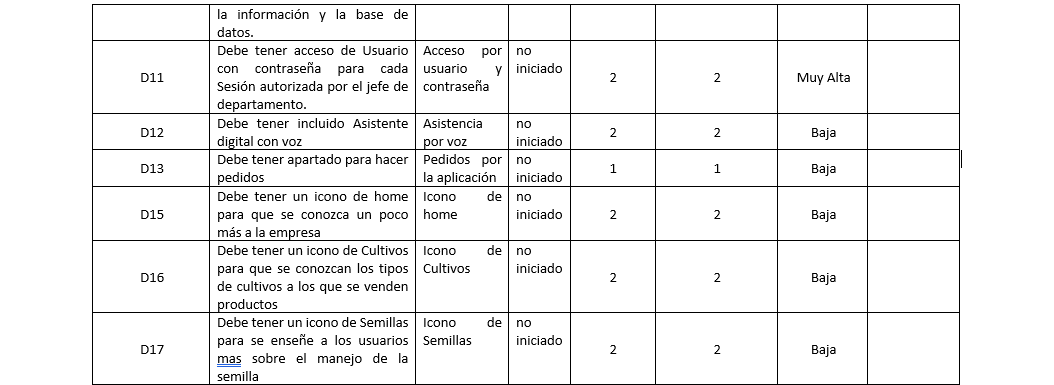 la información y la base de
datos.
D11
Debe tener acceso de Usuario
con contraseña para cada
Sesión autorizada por el jefe de
departamento.
Acceso por
usuario y
contraseña
no
iniciado
2
2
Muy Alta
D12
Debe tener incluido Asistente
digital con voz
Asistencia
por voz
no
iniciado
2
2
Baja
D13
Debe tener apartado para hacer
pedidos
Pedidos por
la aplicación
no
iniciado
1
1
Baja
D15
Debe tener un icono de home
para que se conozca un poco
más a la empresa
Icono de
home
no
iniciado
2
2
Baja
D16
Debe tener un icono de Cultivos
para que se conozcan los tipos
de cultivos a los que se venden
productos
Icono de
Cultivos
no
iniciado
2
2
Baja
D17
Debe tener un icono de Semillas
para se enseñe a los usuarios
mas sobre el manejo de la
semilla
Icono de
Semillas
no
iniciado
2
2
Baja